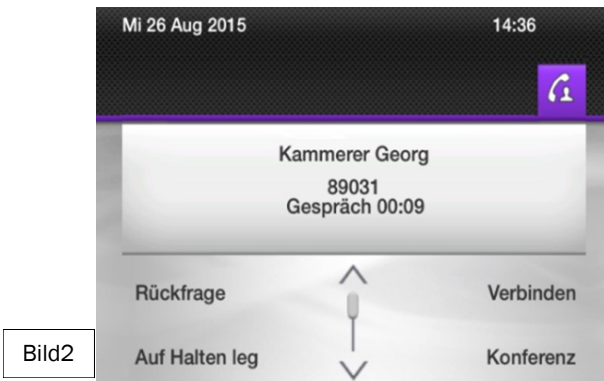 Mi 26 Aug 2015 14:36
Kammerer Georg
89031
Gespräch 00:09
Rückfrage Verbinden
Auf Halten leg Konferenz
Bild2